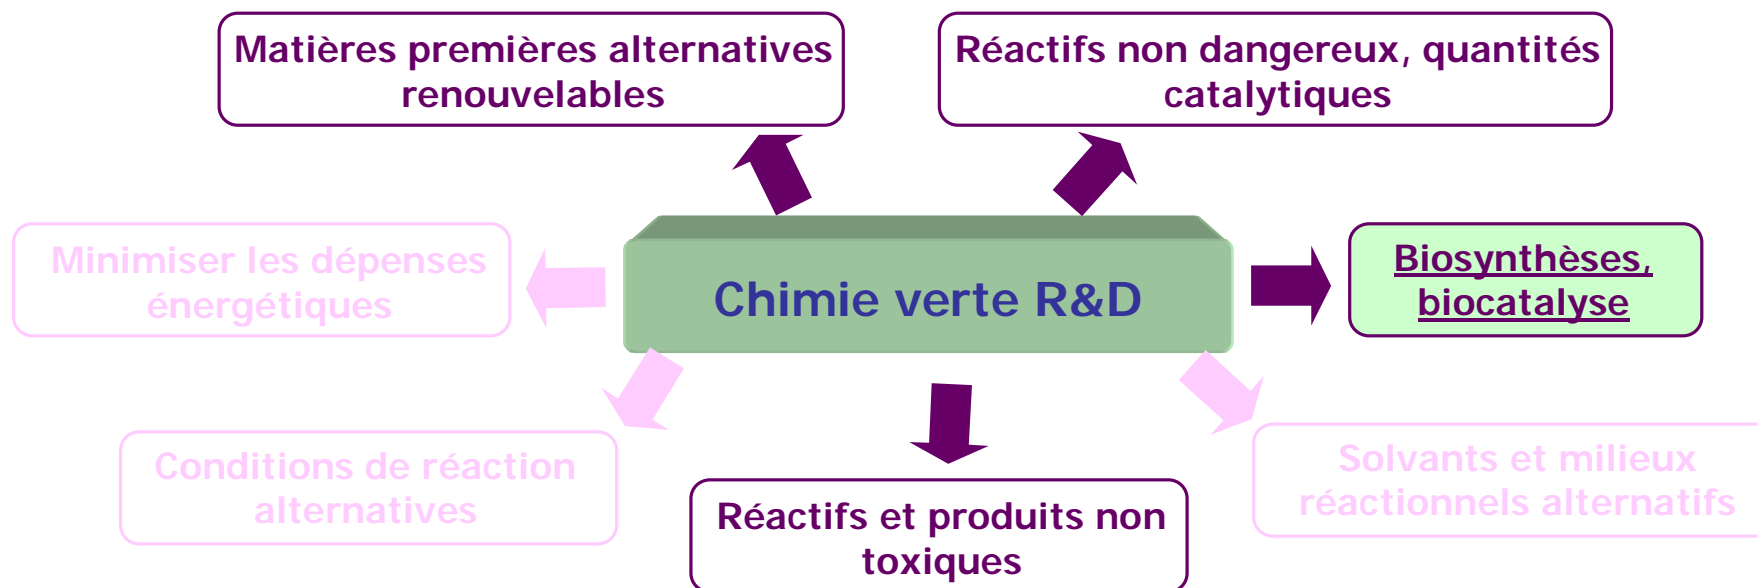 Matières premières alternatives
renouvelables
Réactifs non dangereux, quantités
catalytiques
Minimiser les dépenses
énergétiques
Chimie verte R&D
Biosynthèses,
biocatalyse
Conditions de réaction
alternatives
Réactifs et produits non
toxiques
Solvants et milieux
réactionnels alternatifs